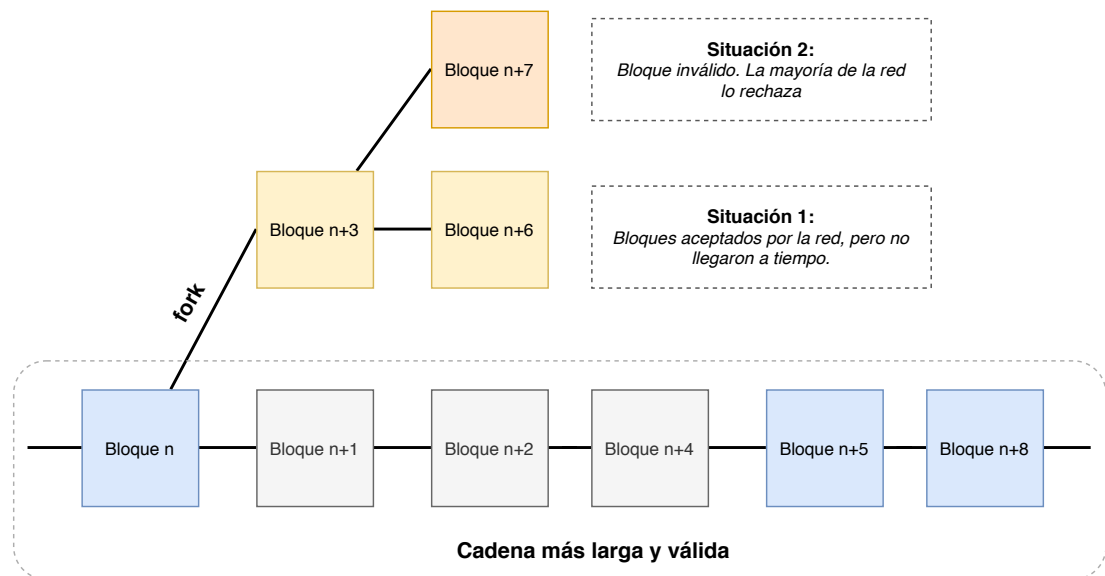 Bloque n+7
Situación 2:
Bloque inválido. La mayoría de la red
lo rechaza
Bloque n+3
Bloque n+6
Situación 1:
Bloques aceptados por la red, pero no
llegaron a tiempo.
fork
Bloque n
Bloque n+1
Bloque n+2
Bloque n+4
Bloque n+5
Bloque n+8
Cadena más larga y válida